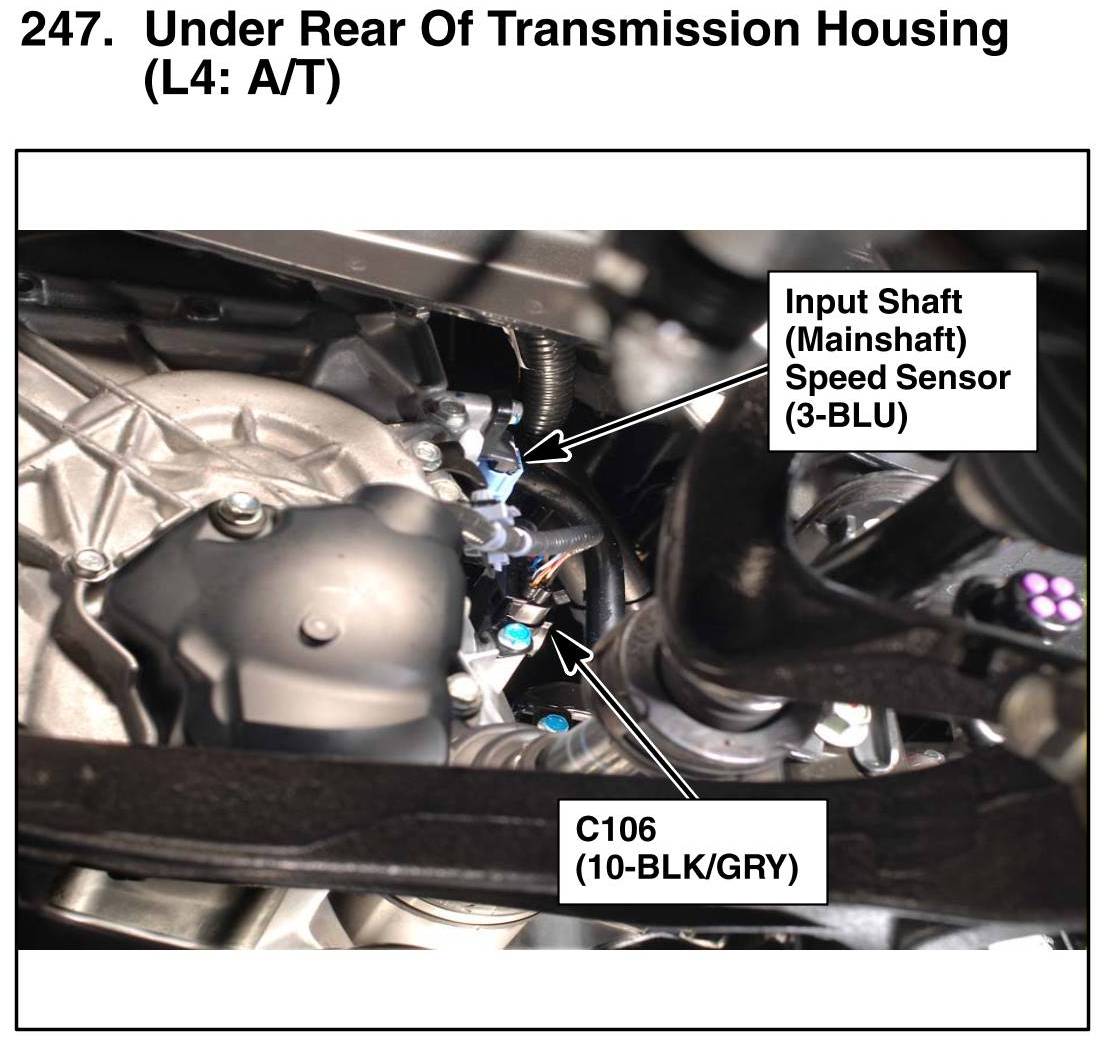 247. Under Rear Of Transmission Housing
(L4: A/T)
Input Shaft
(Mainshaft)
Speed Sensor
(3-BLU)
C106
(10-BLK/GRY)